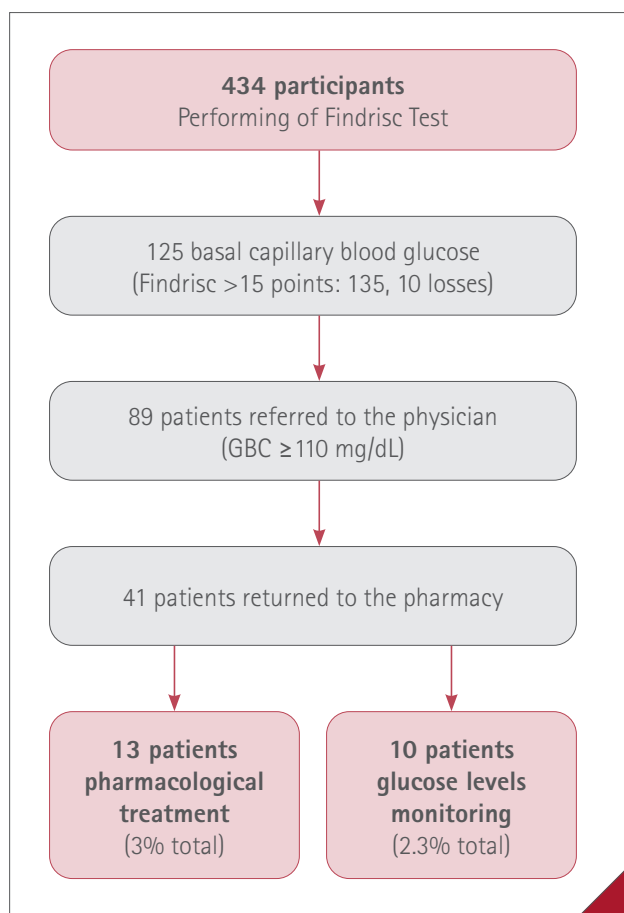 434 participants
Performing of Findrisc Test
125 basal capillary blood glucose
(Findrisc >15 points: 135, 10 losses)
89 patients referred to the physician
(GBC ≥110 mg/dL)
41 patients returned to the pharmacy
13 patients
pharmacological
treatment
(3% total)
10 patients
glucose levels
monitoring
(2.3% total)